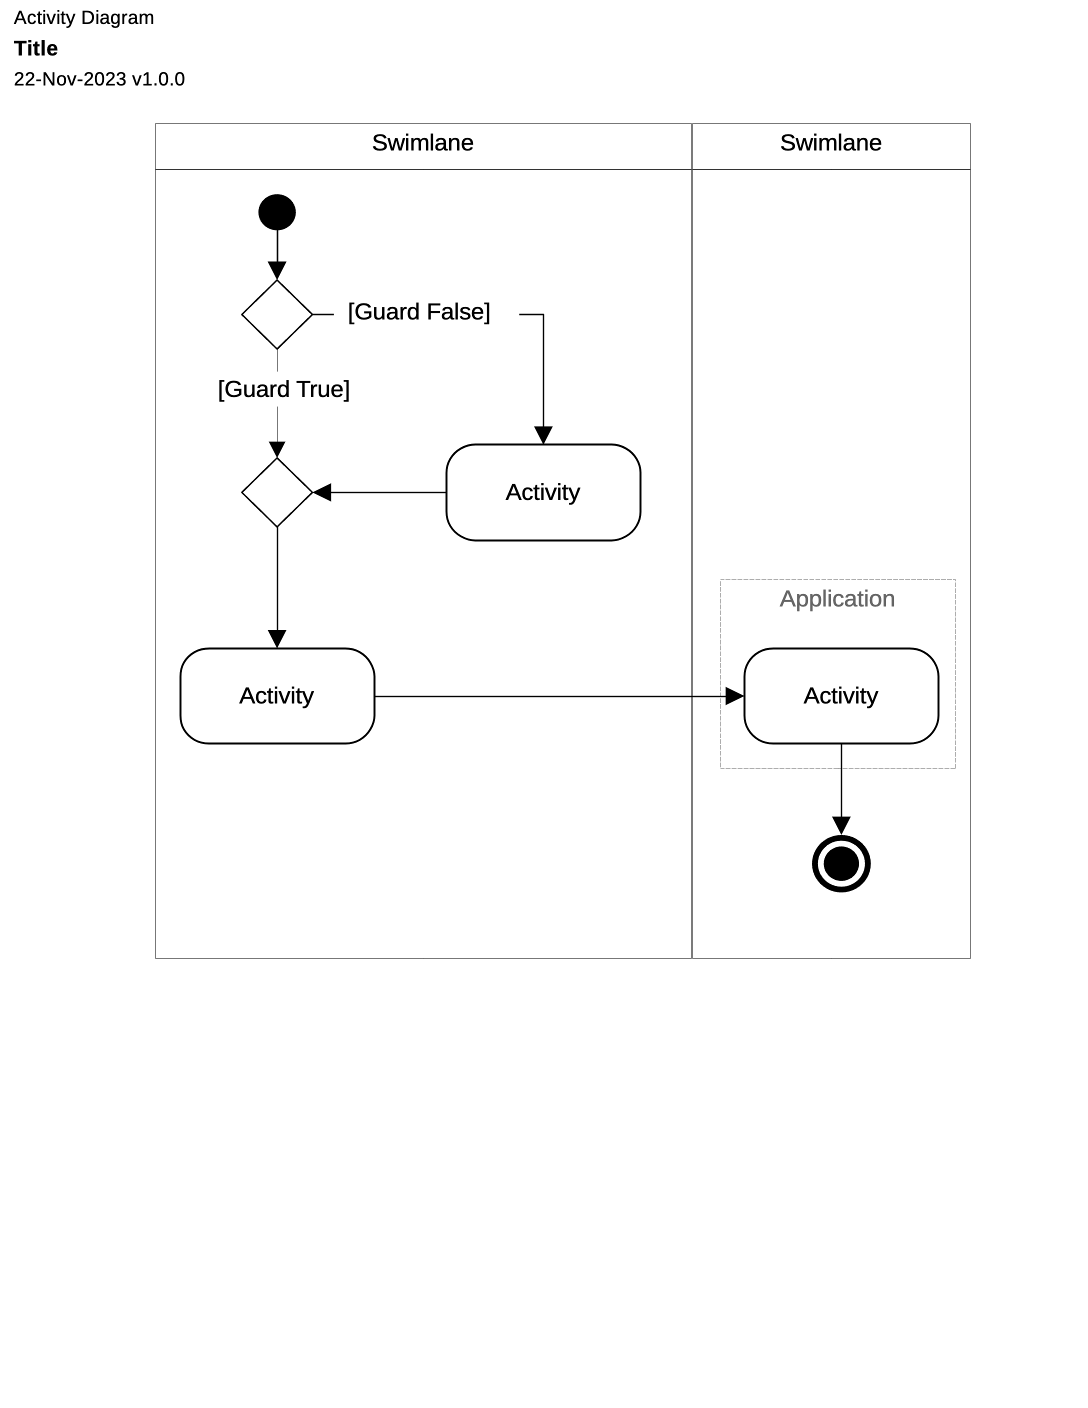 Activity Diagram
Title
22-Nov-2023 v1.0.0
Swimlane
Swimlane
[Guard False]
[Guard True]
Activity
Application
Activity
Activity